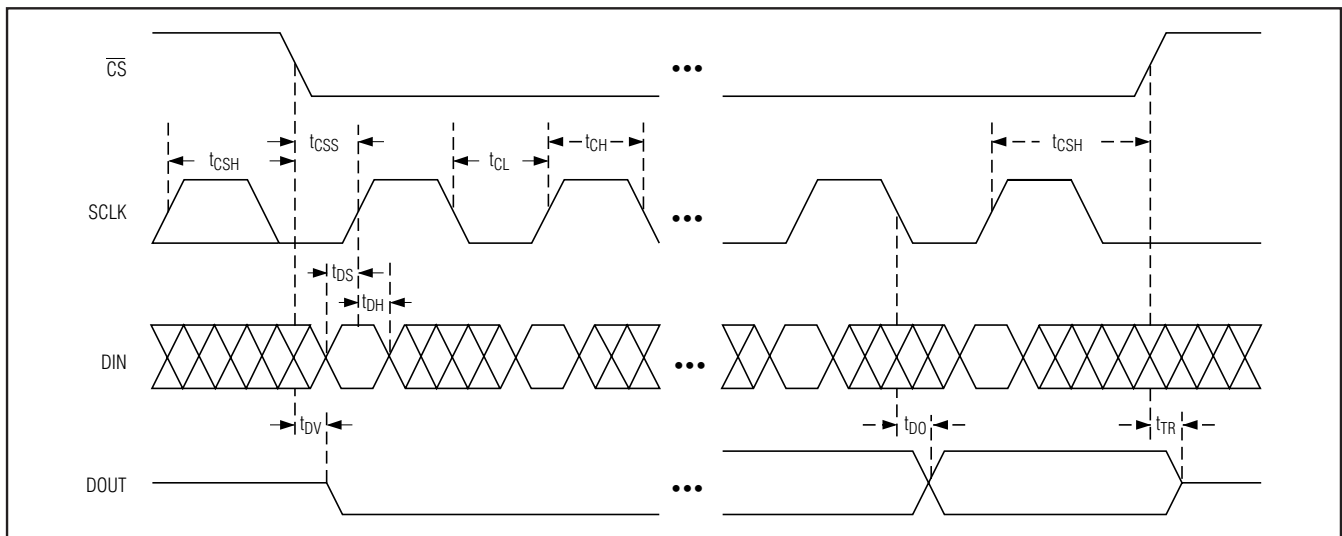 CS
tCSH
tCSS
tCL
tCH
tCSH
SCLK
tDS
tDH
DIN
tDV
tDO
tTR
DOUT